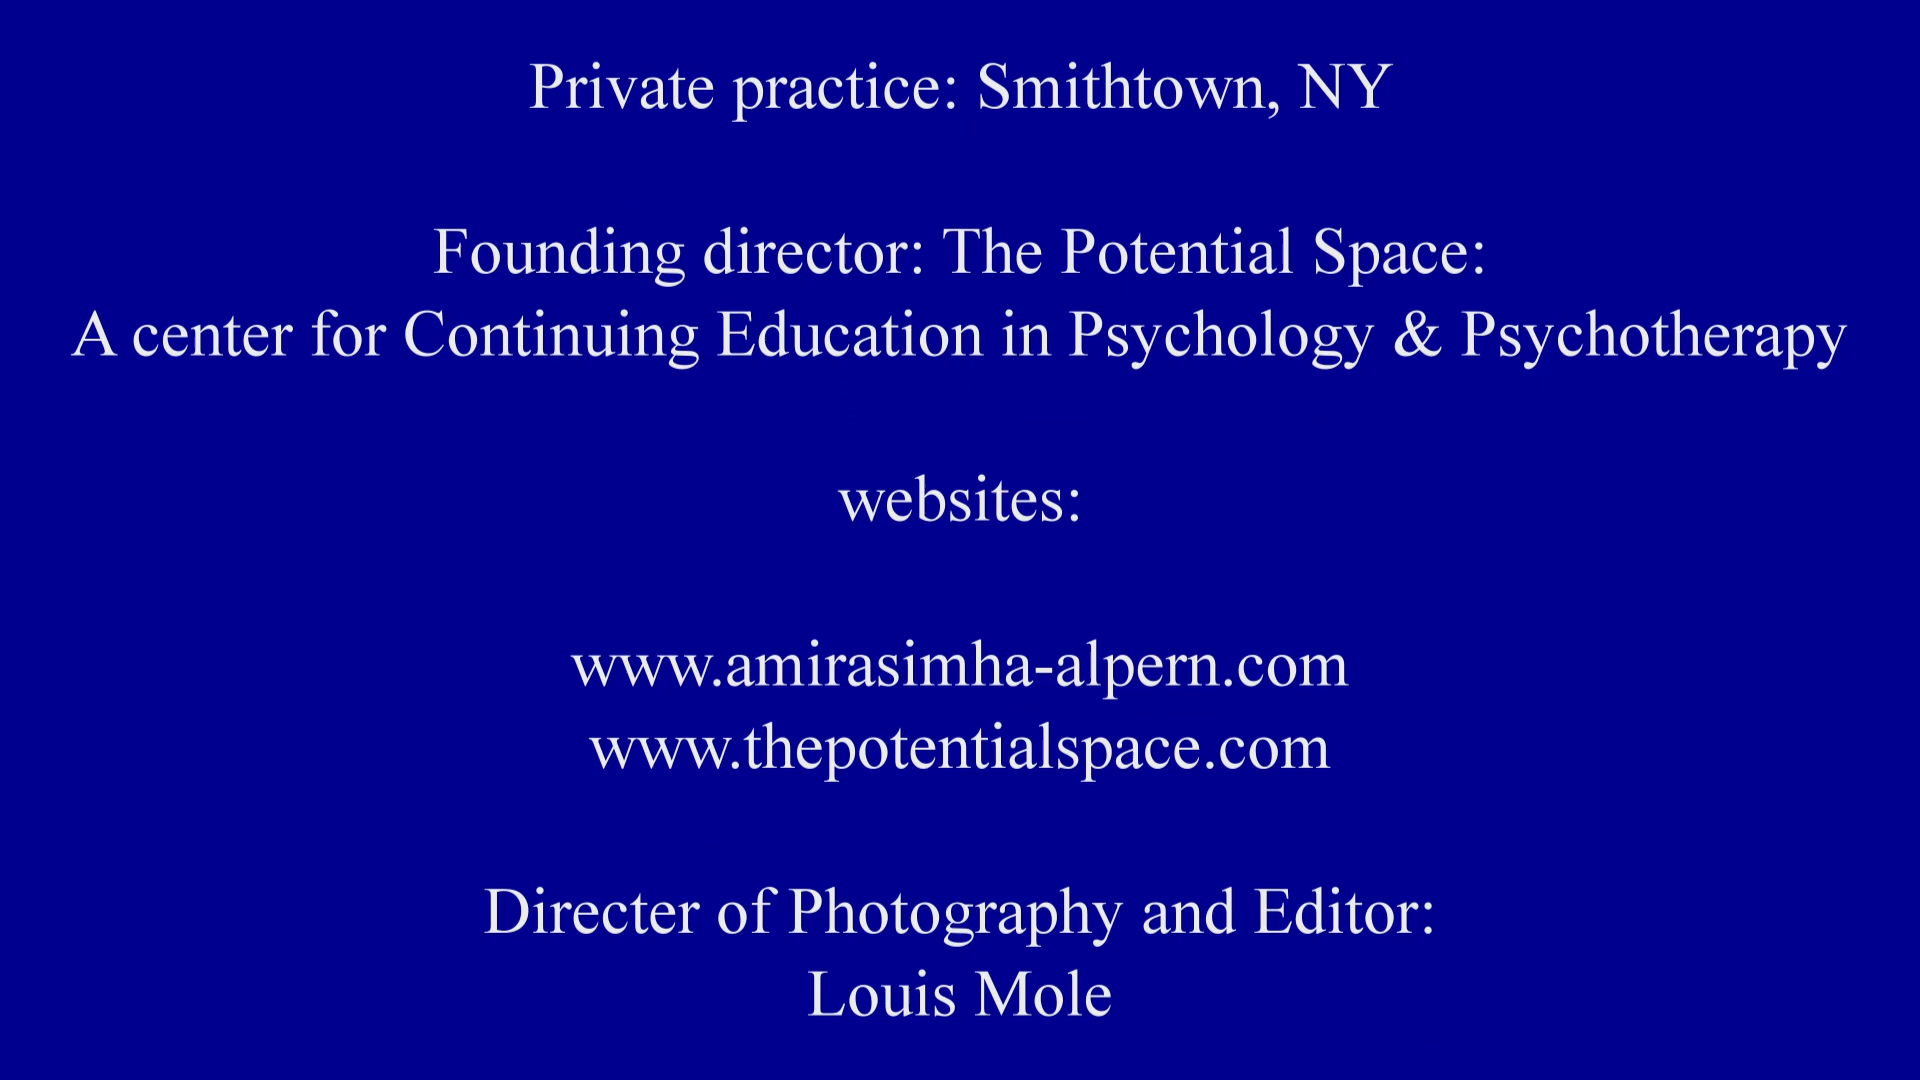 Private practice: Smithtown, NY
Founding director: The Potential Space:
A center for Continuing Education in Psychology & Psychotherapy
websites:
www.amirasimha-alpern.com
www.thepotentialspace.com
Directer of Photography and Editor:
Louis Mole